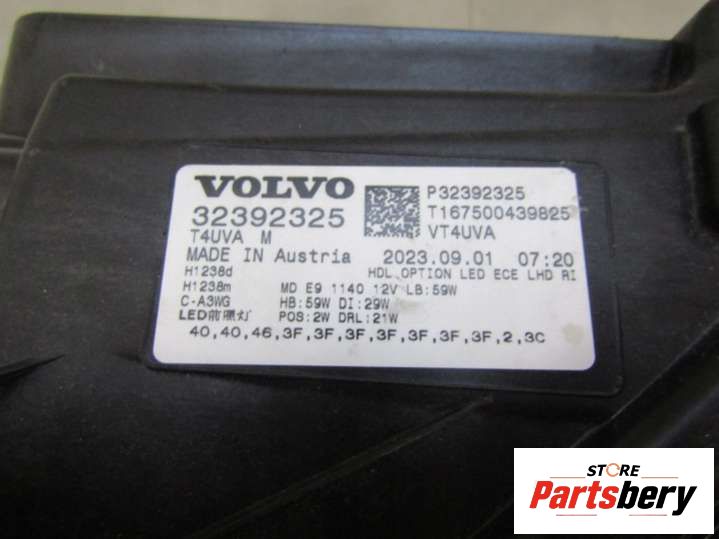 VOLVO
32392325
T4UVA M
MADE IN Austria
P32392325
T167500439825
VT4UVA
2023.09.01 07:20
HDL OPTION LED ECE LHD RI
H1238d
H1238m MD E9 1140 12V LB:59W
C-A3WG HB:59W DI:29W
LED前照灯 POS:2W DRL:21W
40,40,46,3F,3F,3F,3F,3F,3F,3F,2,3C
STORE
Partsbery